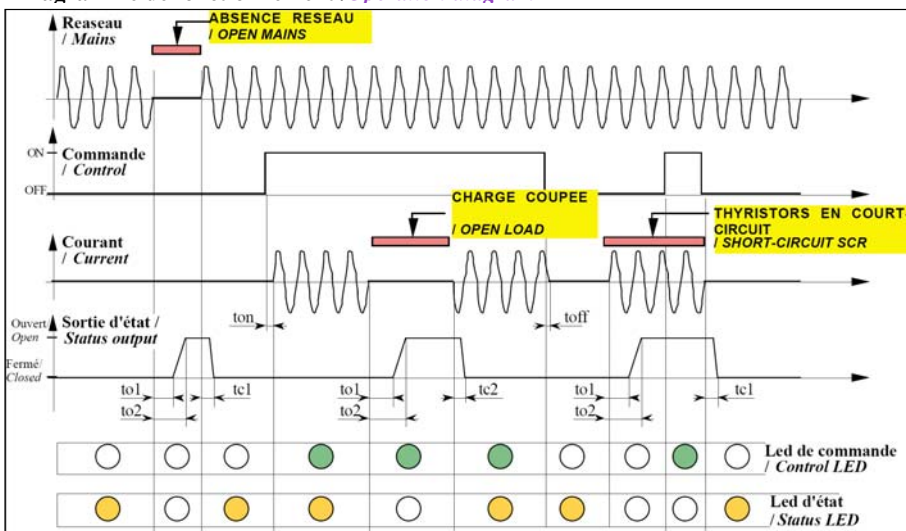 Reaseau
/ Mains
ABSENCE RESEAU
/ OPEN MAINS
ON
OFF
Commande
/ Control
CHARGE COUPEE
/ OPEN LOAD
THYRISTORS EN COURT-
CIRCUIT
/ SHORT-CIRCUIT SCR
Courant
/ Current
ton
toff
Ouvert
Open
Sortie d'état /
Status output
Fermé/
Closed
to1
tc1
to2
to1
tc2
to2
to1
tc1
to2
Led de commande
/ Control LED
Led d'état
/ Status LED